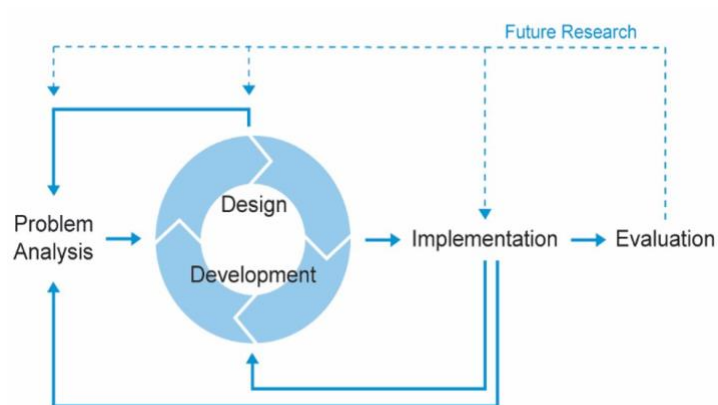 Future Research
Design
Problem
Analysis
Implementation
Evaluation
Development